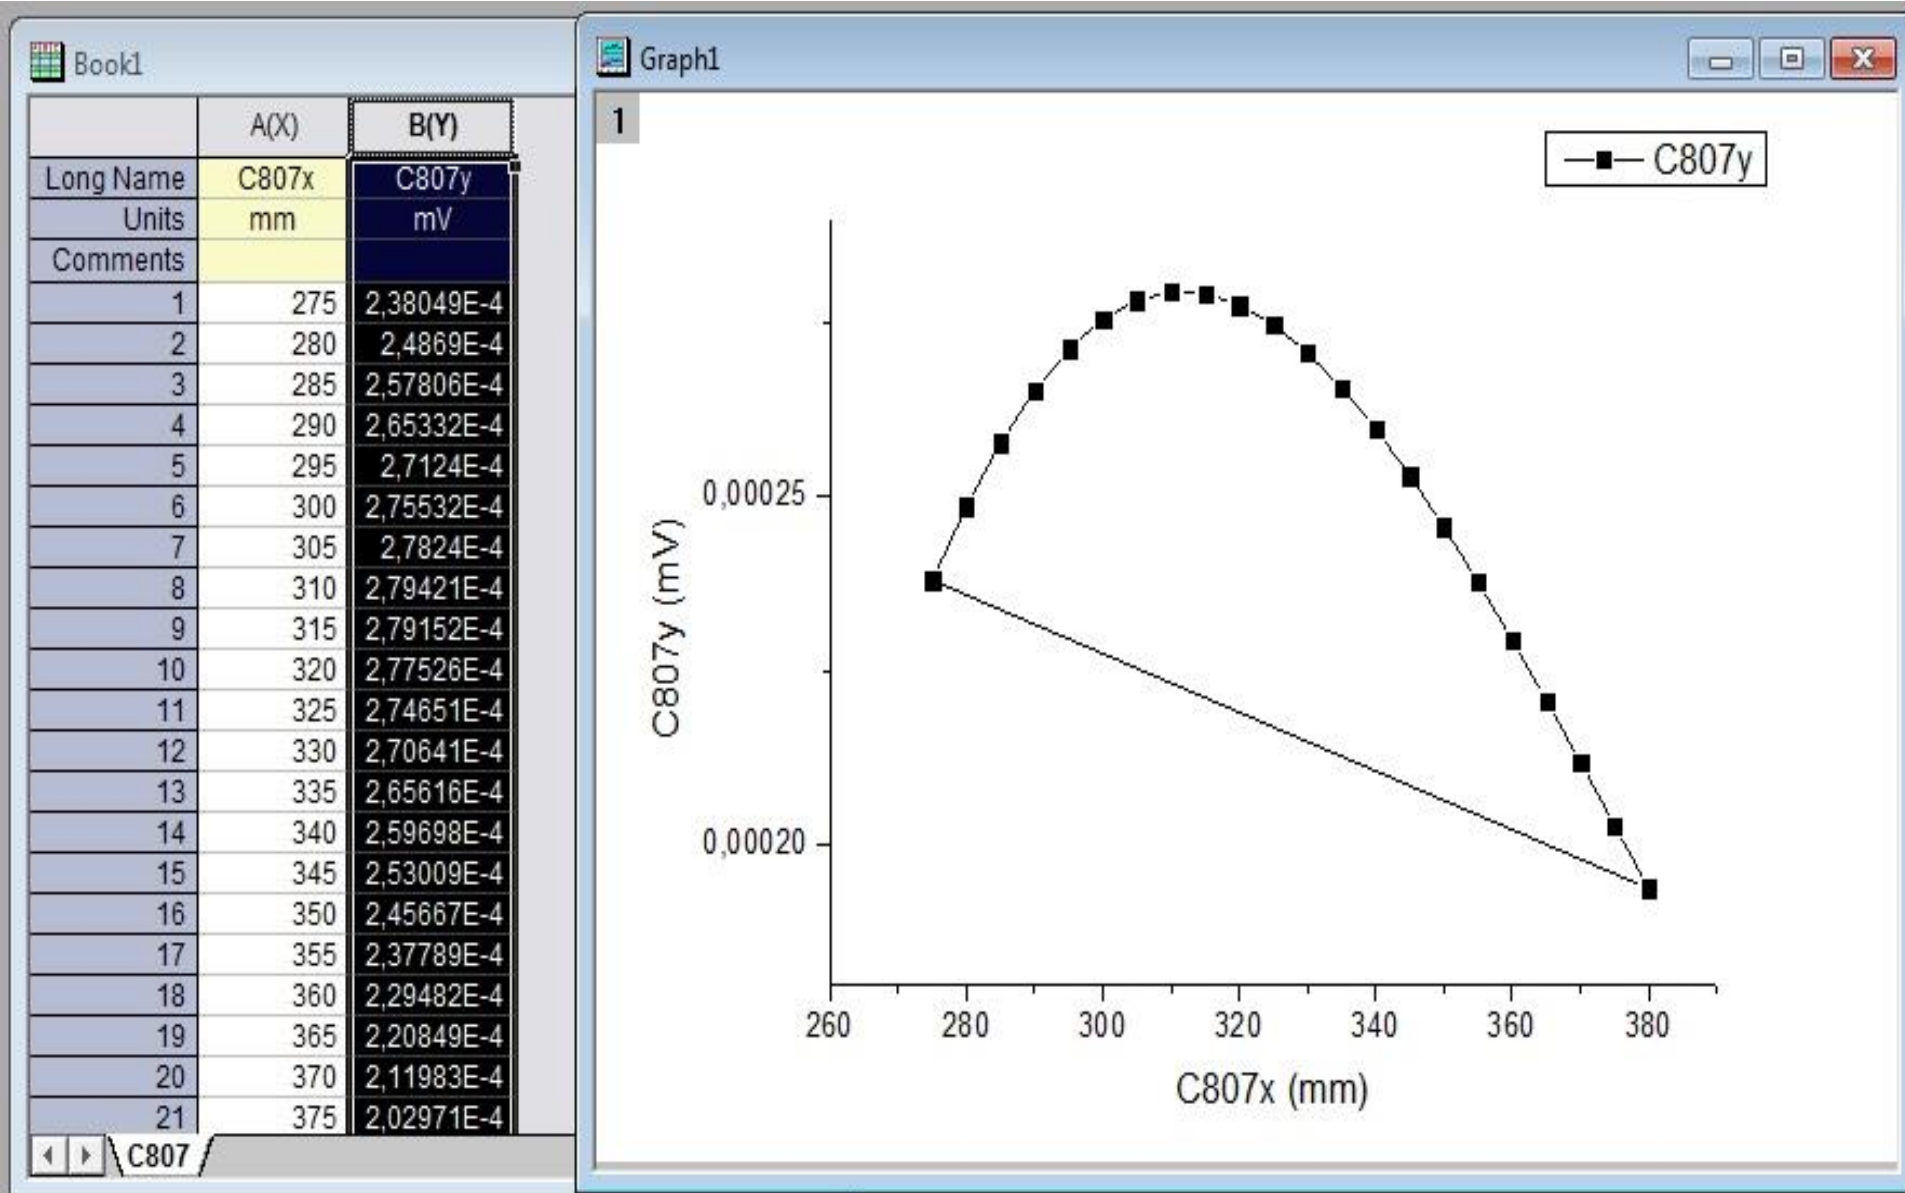 Book1
A(X) B(Y)
Long Name C807x C807y
Units mm mV
Comments
1 275 2,38049E-4
2 280 2,4869E-4
3 285 2,57806E-4
4 290 2,65332E-4
5 295 2,7124E-4
6 300 2,75532E-4
7 305 2,7824E-4
8 310 2,79421E-4
9 315 2,79152E-4
10 320 2,77526E-4
11 325 2,74651E-4
12 330 2,70641E-4
13 335 2,65616E-4
14 340 2,59698E-4
15 345 2,53009E-4
16 350 2,45667E-4
17 355 2,37789E-4
18 360 2,29482E-4
19 365 2,20849E-4
20 370 2,11983E-4
21 375 2,02971E-4
C807
Graph1
1
C807y
0,00025
0,00020
C807y (mV)
260 280 300 320 340 360 380
C807x (mm)